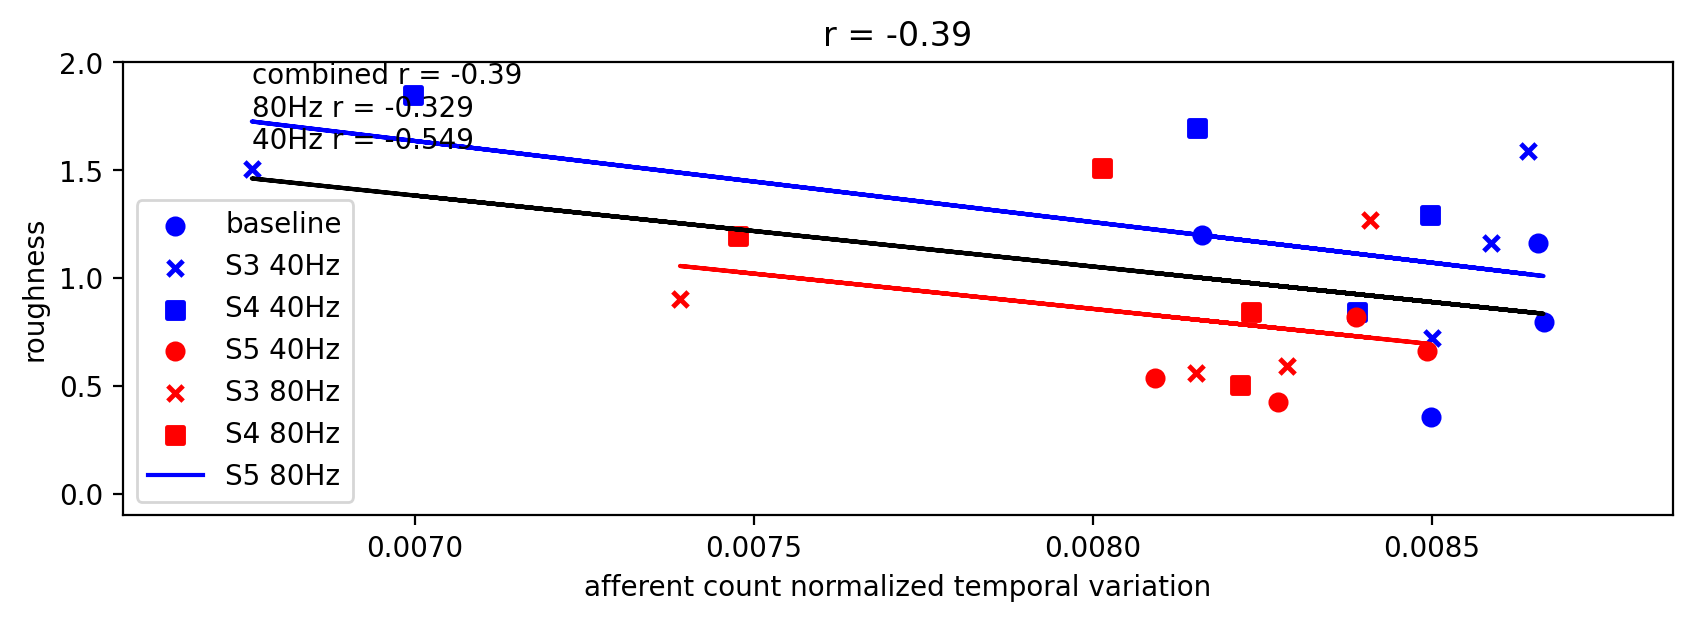 r = -0.39
combined r = -0.39
80Hz r = -0.329
40Hz r = -0.549
2.0
1.5
1.0
0.5
0.0
roughness
baseline
S3 40Hz
S4 40Hz
S5 40Hz
S3 80Hz
S4 80Hz
S5 80Hz
0.0070 0.0075 0.0080 0.0085
afferent count normalized temporal variation